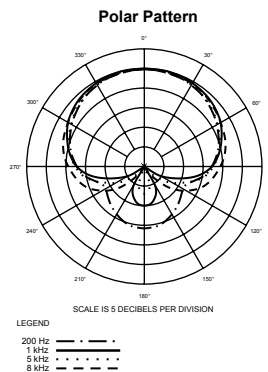 Polar Pattern
0°
330° 30°
300° 60°
270°
240° 120°
210° 150°
180°
SCALE IS 5 DECIBELS PER DIVISION
LEGEND
200 Hz
1 kHz
5 kHz
8 kHz